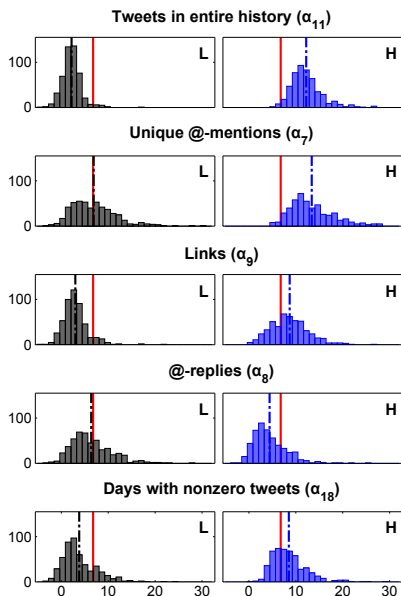 Tweets in entire history (α11)
L H
100
0
Unique @-mentions (α7)
L H
100
0
Links (α9)
L H
100
0
@-replies (α8)
L H
100
0
Days with nonzero tweets (α18)
L H
100
0
0 10 20 30 0 10 20 30